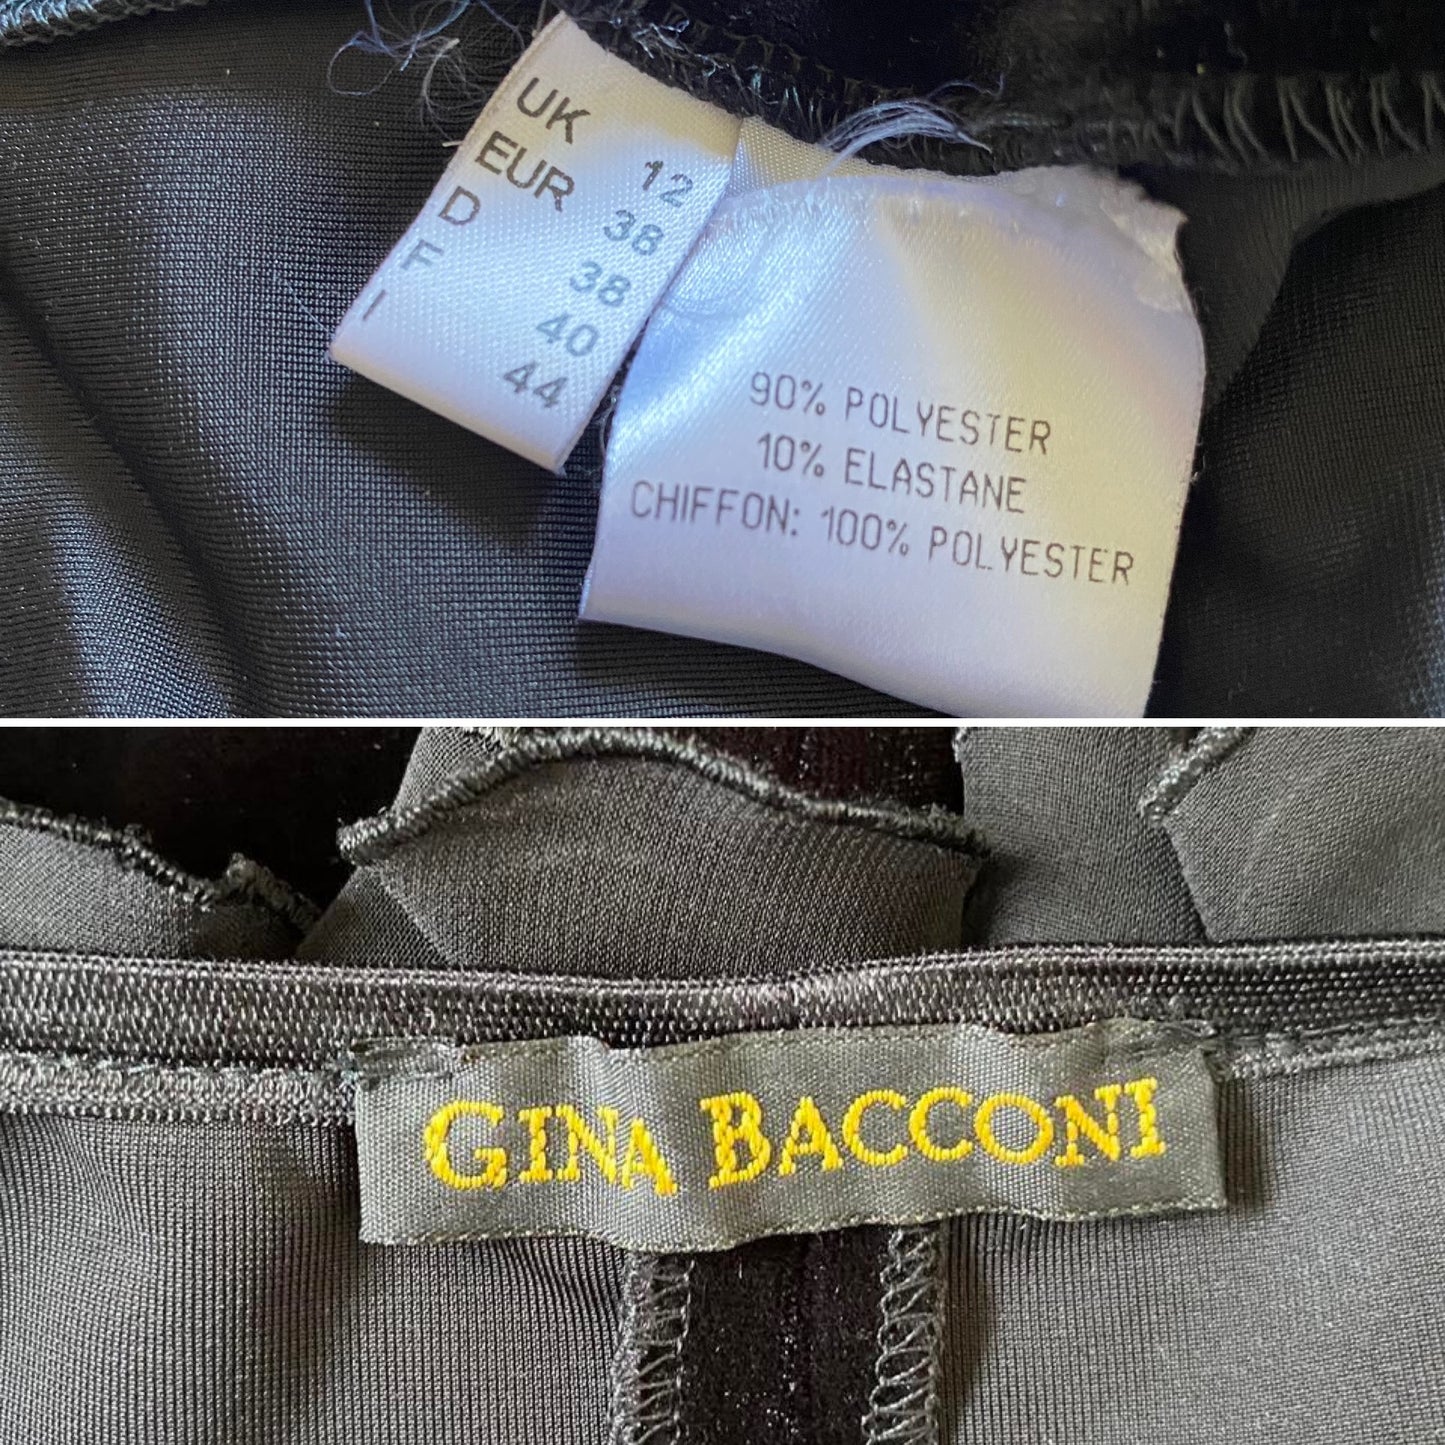 UK 12
EUR 38
D 38
F 40
I 44
90% POLYESTER
10% ELASTANE
CHIFFON: 100% POLYESTER
GINA BACCONI